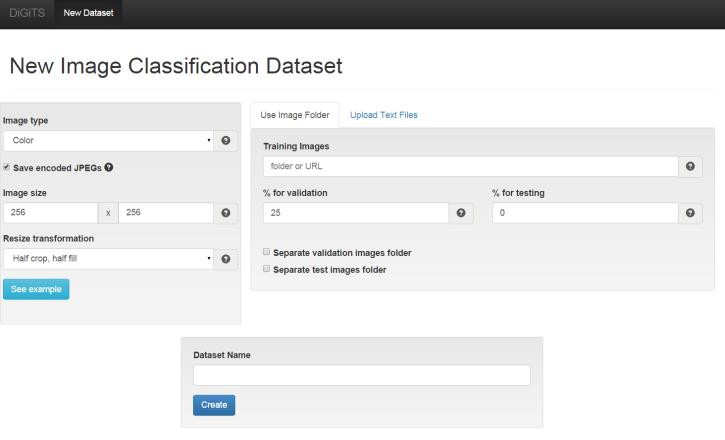 DiGiTS New Dataset
New Image Classification Dataset
Image type
Color
Save encoded JPEGs
Image size
256 x 256
Resize transformation
Half crop, half fill
See example
Use Image Folder Upload Text Files
Training Images
folder or URL
% for validation % for testing
25 0
Separate validation images folder
Separate test images folder
Dataset Name
Create